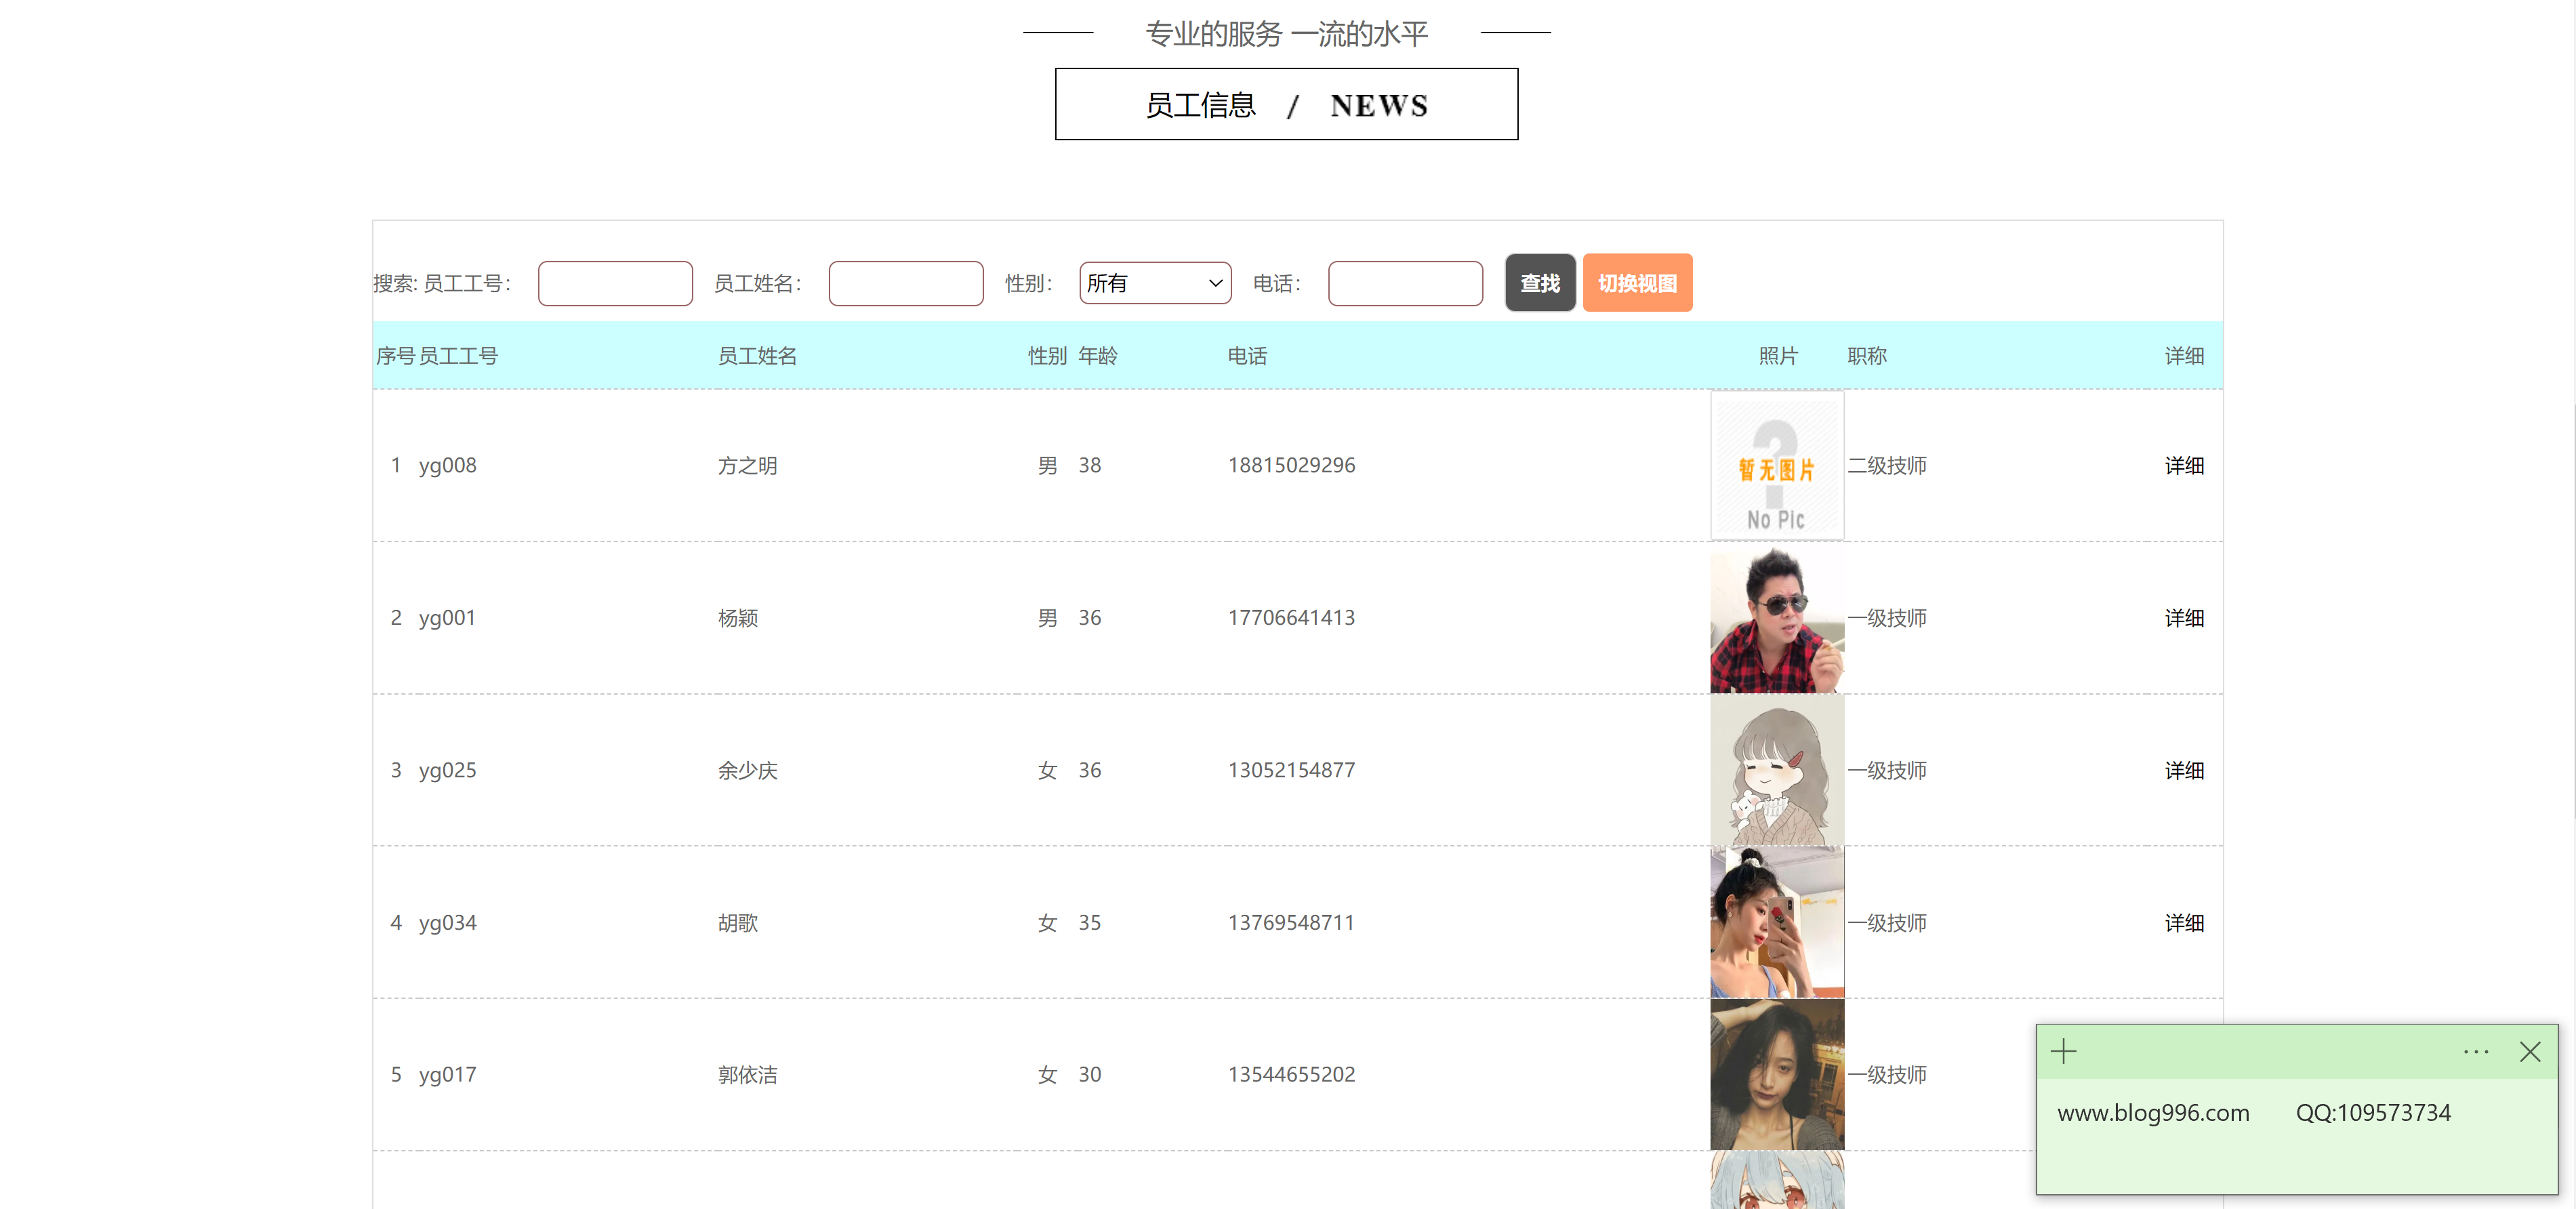 专业的服务 一流的水平
员工信息 / NEWS
搜索: 员工工号： 员工姓名： 性别： 所有 电话： 查找 切换视图
序号 员工工号 员工姓名 性别 年龄 电话 照片 职称 详细
1 yg008 方之明 男 38 18815029296 暂无图片 No Pic 二级技师 详细
2 yg001 杨颖 男 36 17706641413 一级技师 详细
3 yg025 余少庆 女 36 13052154877 一级技师 详细
4 yg034 胡歌 女 35 13769548711 一级技师 详细
5 yg017 郭依洁 女 30 13544655202 一级技师
www.blog996.com QQ:109573734